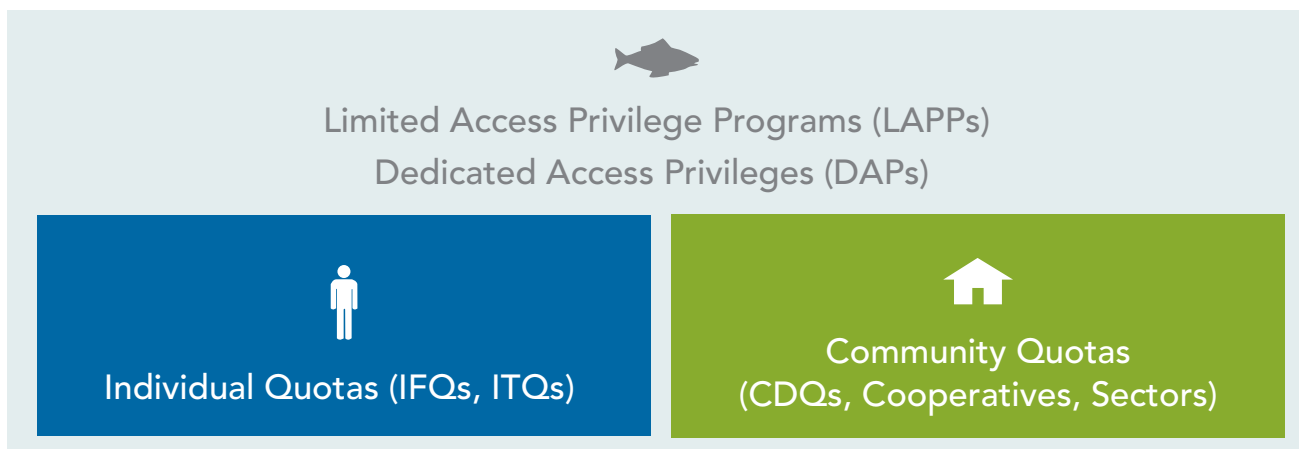 Limited Access Privilege Programs (LAPPs)
Dedicated Access Privileges (DAPs)
Individual Quotas (IFQs, ITQs)
Community Quotas
(CDQs, Cooperatives, Sectors)